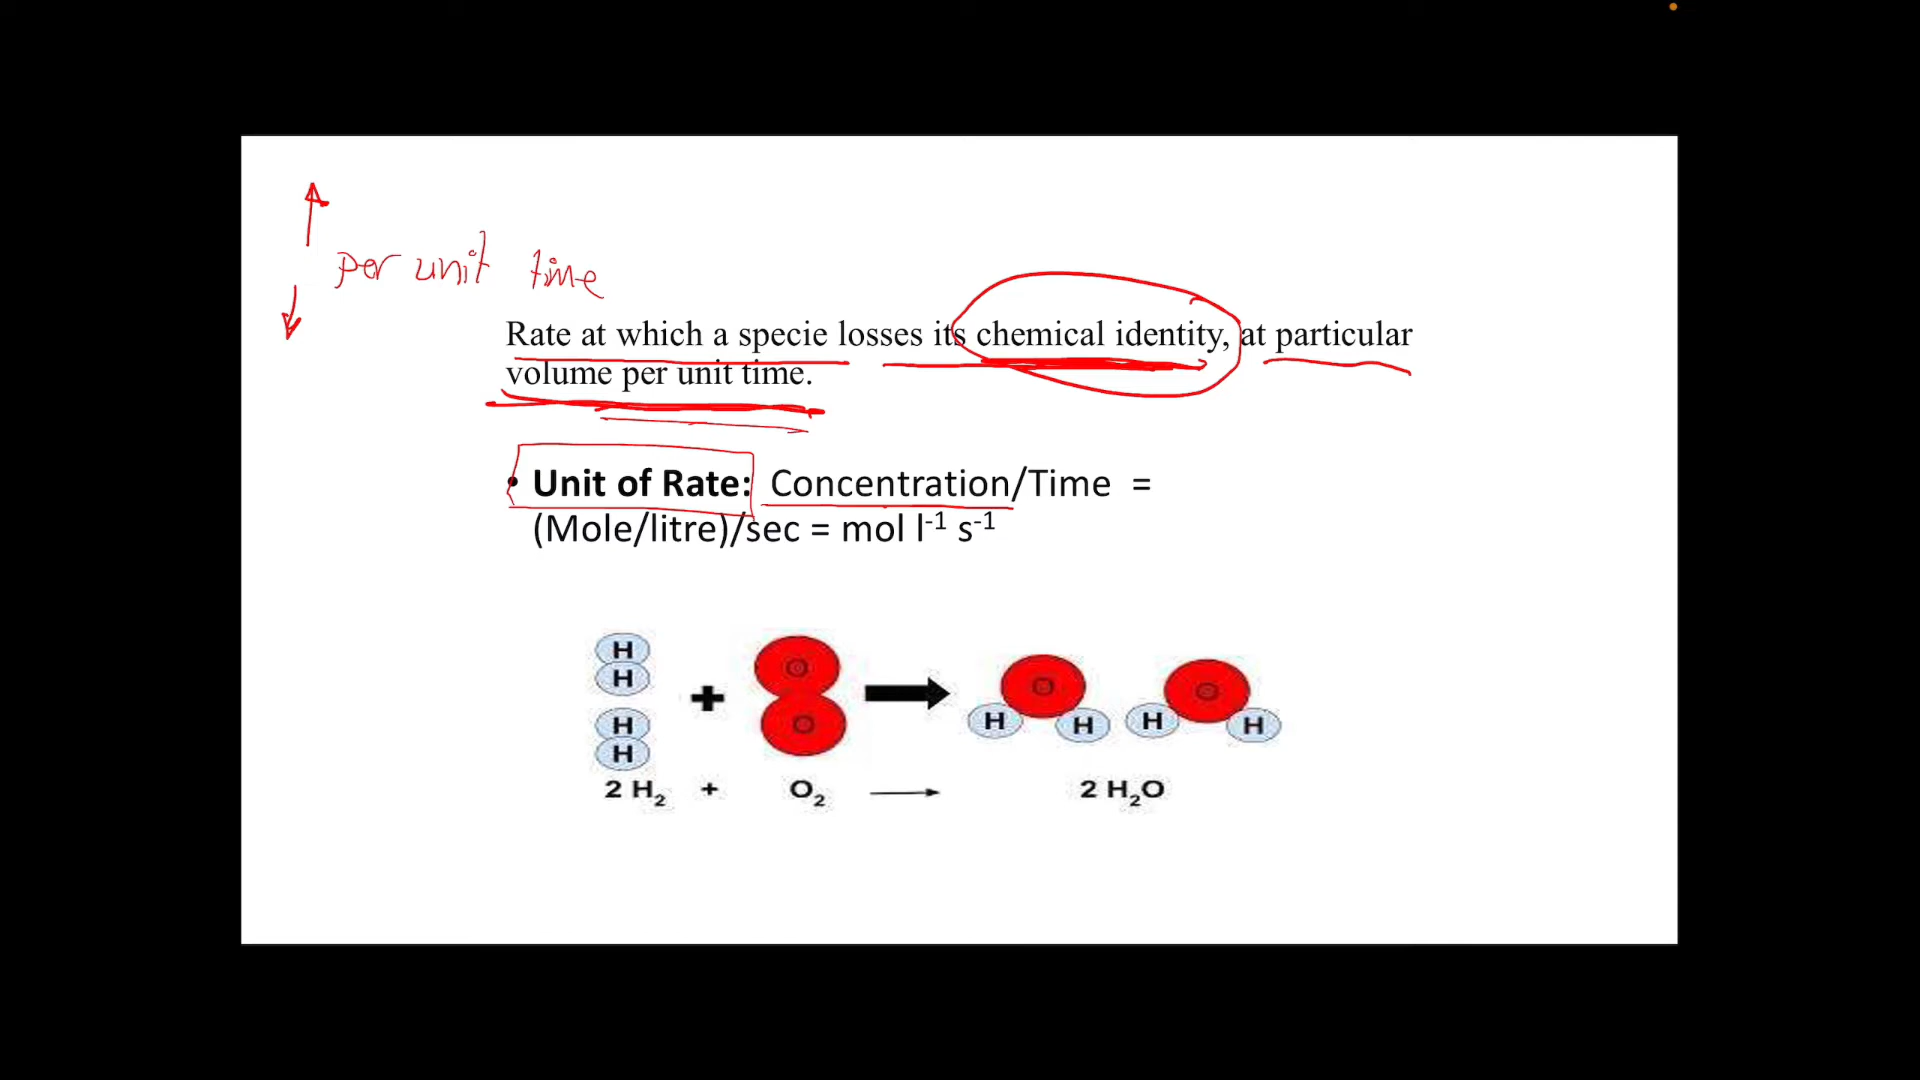 per unit time
Rate at which a specie losses its chemical identity, at particular
volume per unit time.
• Unit of Rate: Concentration/Time =
(Mole/litre)/sec = mol l⁻¹ s⁻¹
H
H
H
H
+
O
O
O
H H
O
H H
2 H₂ + O₂ → 2 H₂O